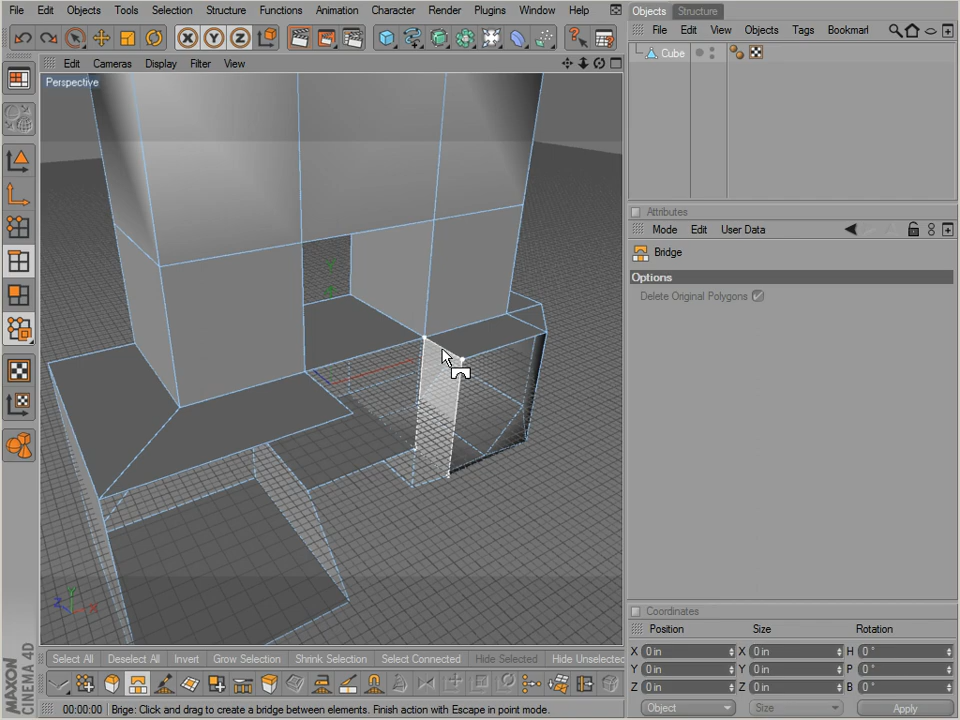 File Edit Objects Tools Selection Structure Functions Animation Character Render Plugins Window Help
Objects Structure
File Edit View Objects Tags Bookmark
Edit Cameras Display Filter View
Perspective
Cube
Attributes
Mode Edit User Data
Bridge
Options
Delete Original Polygons
Y
Z
X
Coordinates
Position Size Rotation
X 0 in X 0 in H 0 °
Y 0 in Y 0 in P 0 °
Z 0 in Z 0 in B 0 °
Object Size Apply
Select All Deselect All Invert Grow Selection Shrink Selection Select Connected Hide Selected Hide Unselected
00:00:00 Brige: Click and drag to create a bridge between elements. Finish action with Escape in point mode.
MAXON
CINEMA 4D